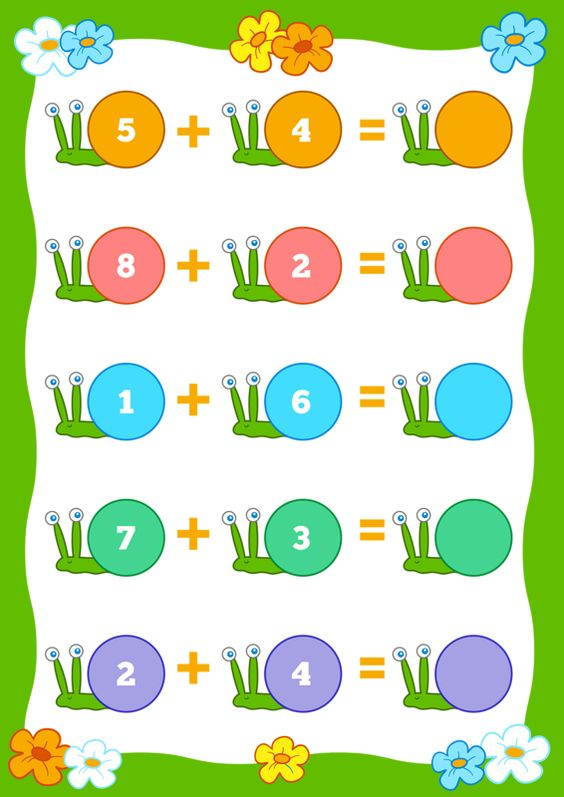 5 + 4 =
8 + 2 =
1 + 6 =
7 + 3 =
2 + 4 =